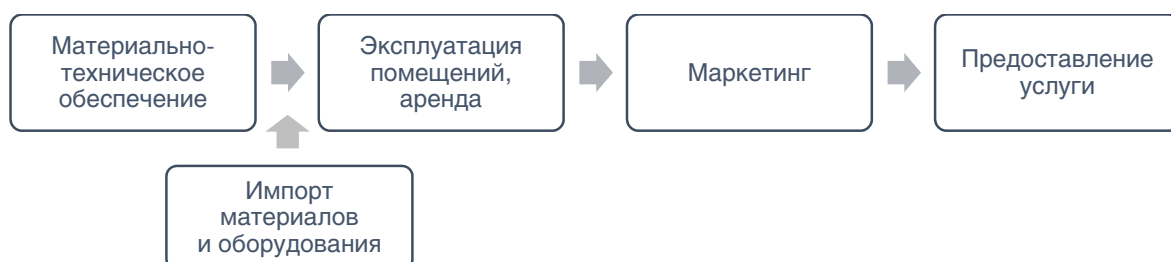 Материально-
техническое
обеспечение
Эксплуатация
помещений,
аренда
Маркетинг
Предоставление
услуги
Импорт
материалов
и оборудования